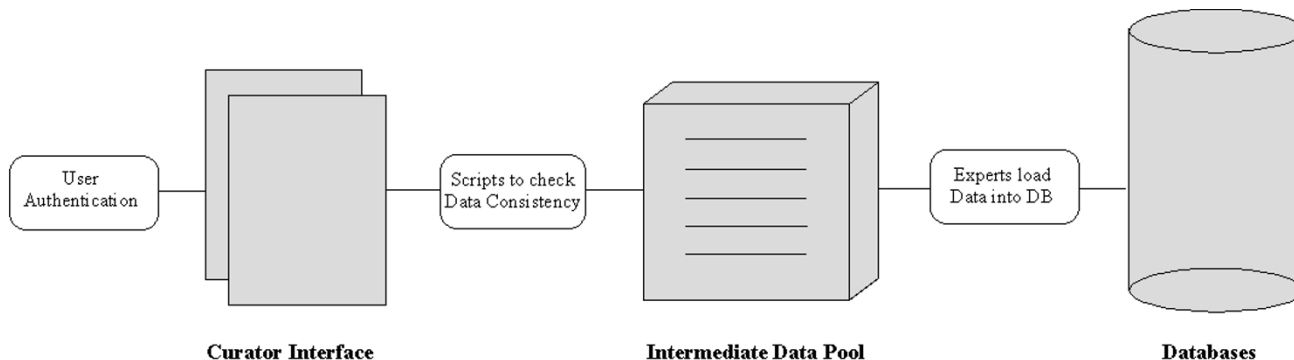 User
Authentication
Scripts to check
Data Consistency
Experts load
Data into DB
Curator Interface
Intermediate Data Pool
Databases